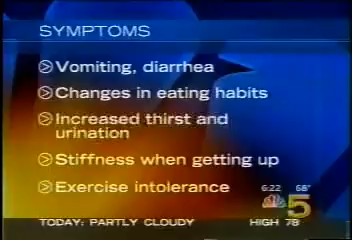 SYMPTOMS
Vomiting, diarrhea
Changes in eating habits
Increased thirst and
urination
Stiffness when getting up
Exercise intolerance
6:22 68°
5
TODAY: PARTLY CLOUDY HIGH 78